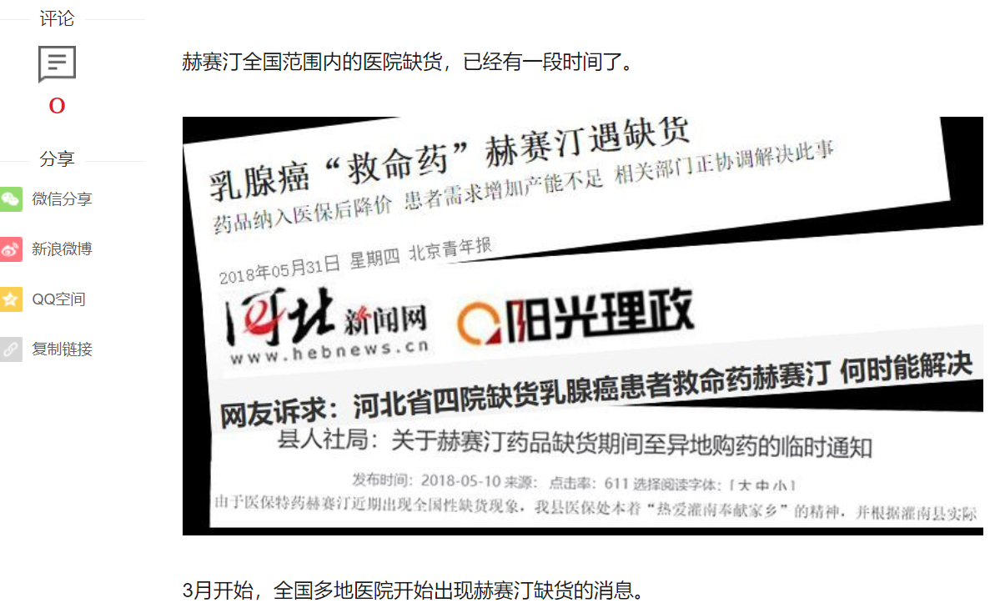 评论
0
分享
微信分享
新浪微博
QQ空间
复制链接
赫赛汀全国范围内的医院缺货，已经有一段时间了。
乳腺癌“救命药”赫赛汀遇缺货
药品纳入医保后降价 患者需求增加产能不足 相关部门正协调解决此事
2018年05月31日 星期四 北京青年报
河北新闻网 阳光理政
www.hebnews.cn
网友诉求：河北省四院缺货乳腺癌患者救命药赫赛汀 何时能解决
县人社局：关于赫赛汀药品缺货期间至异地购药的临时通知
发布时间：2018-05-10 来源： 点击率：611 选择阅读字体：[ 大 中 小 ]
由于医保特药赫赛汀近期出现全国性缺货现象，我县医保处本着“热爱灌南奉献家乡”的精神，并根据灌南县实际
3月开始，全国多地医院开始出现赫赛汀缺货的消息。